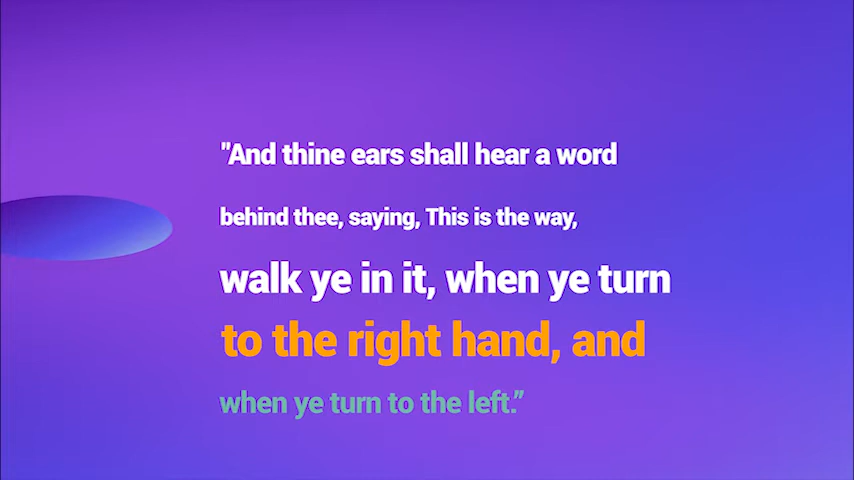 "And thine ears shall hear a word
behind thee, saying, This is the way,
walk ye in it, when ye turn
to the right hand, and
when ye turn to the left.”